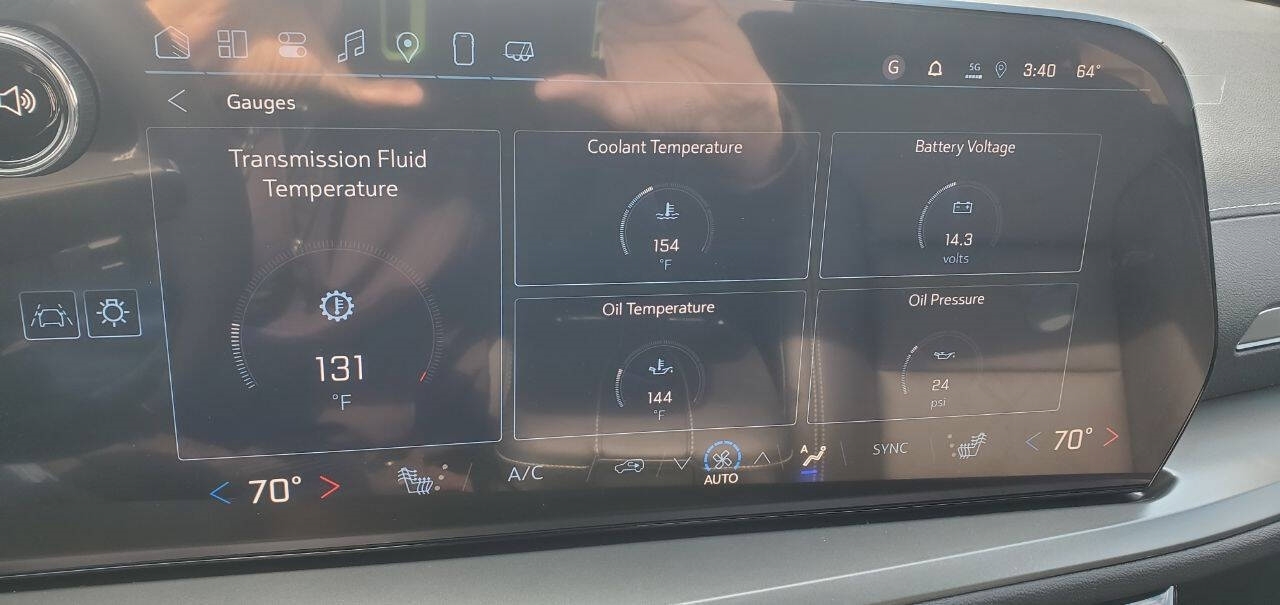 G 5G 3:40 64°
Gauges
Transmission Fluid
Temperature
131
°F
Coolant Temperature
154
°F
Battery Voltage
14.3
volts
Oil Temperature
144
°F
Oil Pressure
24
psi
70°
A/C
AUTO
A
SYNC
70°